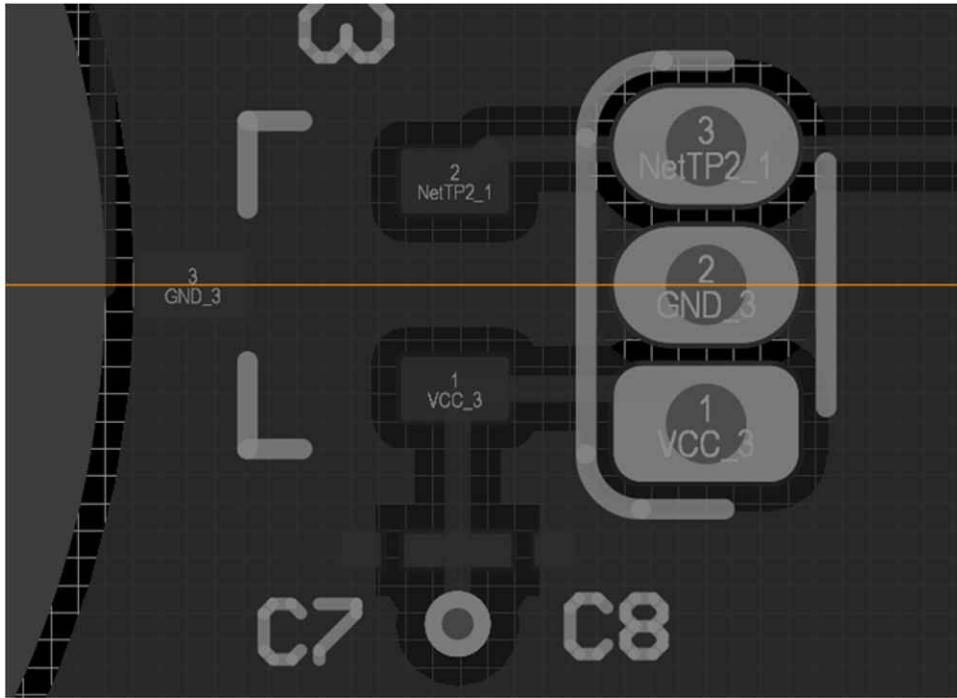 3
3
NetTP2_1
2
NetTP2_1
2
GND_3
3
GND_3
1
VCC_3
1
VCC_3
C7
C8